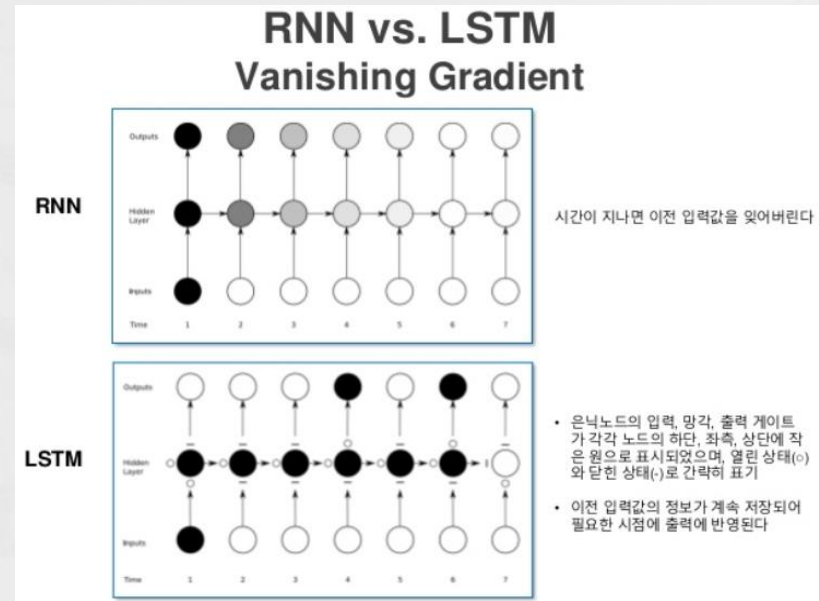 RNN vs. LSTM
Vanishing Gradient
RNN
Outputs
Hidden
Layer
Inputs
Time 1 2 3 4 5 6 7
시간이 지나면 이전 입력값을 잊어버린다
LSTM
Outputs
Hidden
Layer
Inputs
Time 1 2 3 4 5 6 7
• 은닉노드의 입력, 망각, 출력 게이트
가 각각 노드의 하단, 좌측, 상단에 작
은 원으로 표시되었으며, 열린 상태(○)
와 닫힌 상태(-)로 간략히 표기
• 이전 입력값의 정보가 계속 저장되어
필요한 시점에 출력에 반영된다